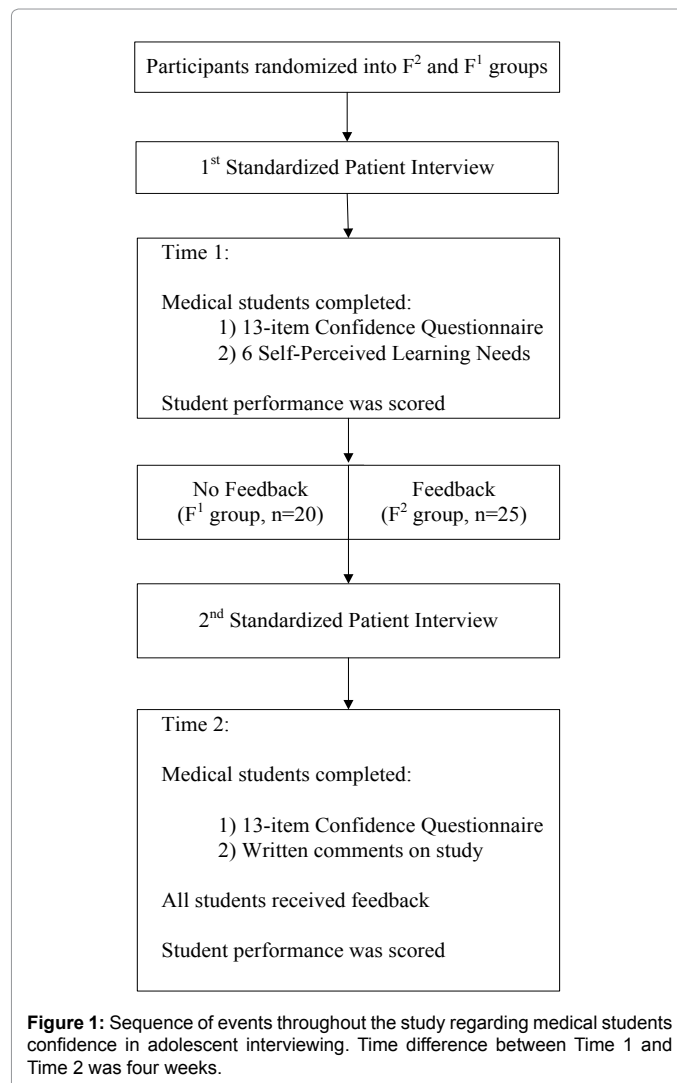 Participants randomized into F² and F¹ groups
1ˢᵗ Standardized Patient Interview
Time 1:
Medical students completed:
1) 13-item Confidence Questionnaire
2) 6 Self-Perceived Learning Needs
Student performance was scored
No Feedback
(F¹ group, n=20)
Feedback
(F² group, n=25)
2ⁿᵈ Standardized Patient Interview
Time 2:
Medical students completed:
1) 13-item Confidence Questionnaire
2) Written comments on study
All students received feedback
Student performance was scored
Figure 1: Sequence of events throughout the study regarding medical students
confidence in adolescent interviewing. Time difference between Time 1 and
Time 2 was four weeks.